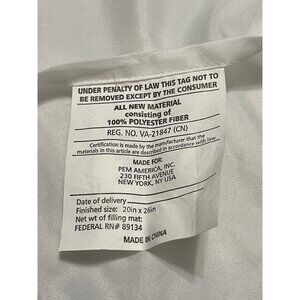 UNDER PENALTY OF LAW THIS TAG NOT TO
BE REMOVED EXCEPT BY THE CONSUMER
ALL NEW MATERIAL
consisting of
100% POLYESTER FIBER
REG. NO. VA-21847 (CN)
Certification is made by the manufacturer that the
materials in this article are described in accordance with law.
MADE FOR:
PEM AMERICA, INC.
230 FIFTH AVENUE
NEW YORK, NY USA
Date of delivery
Finished size: 20in x 26in
Net wt of filling mat:
FEDERAL RN# 89134
MADE IN CHINA